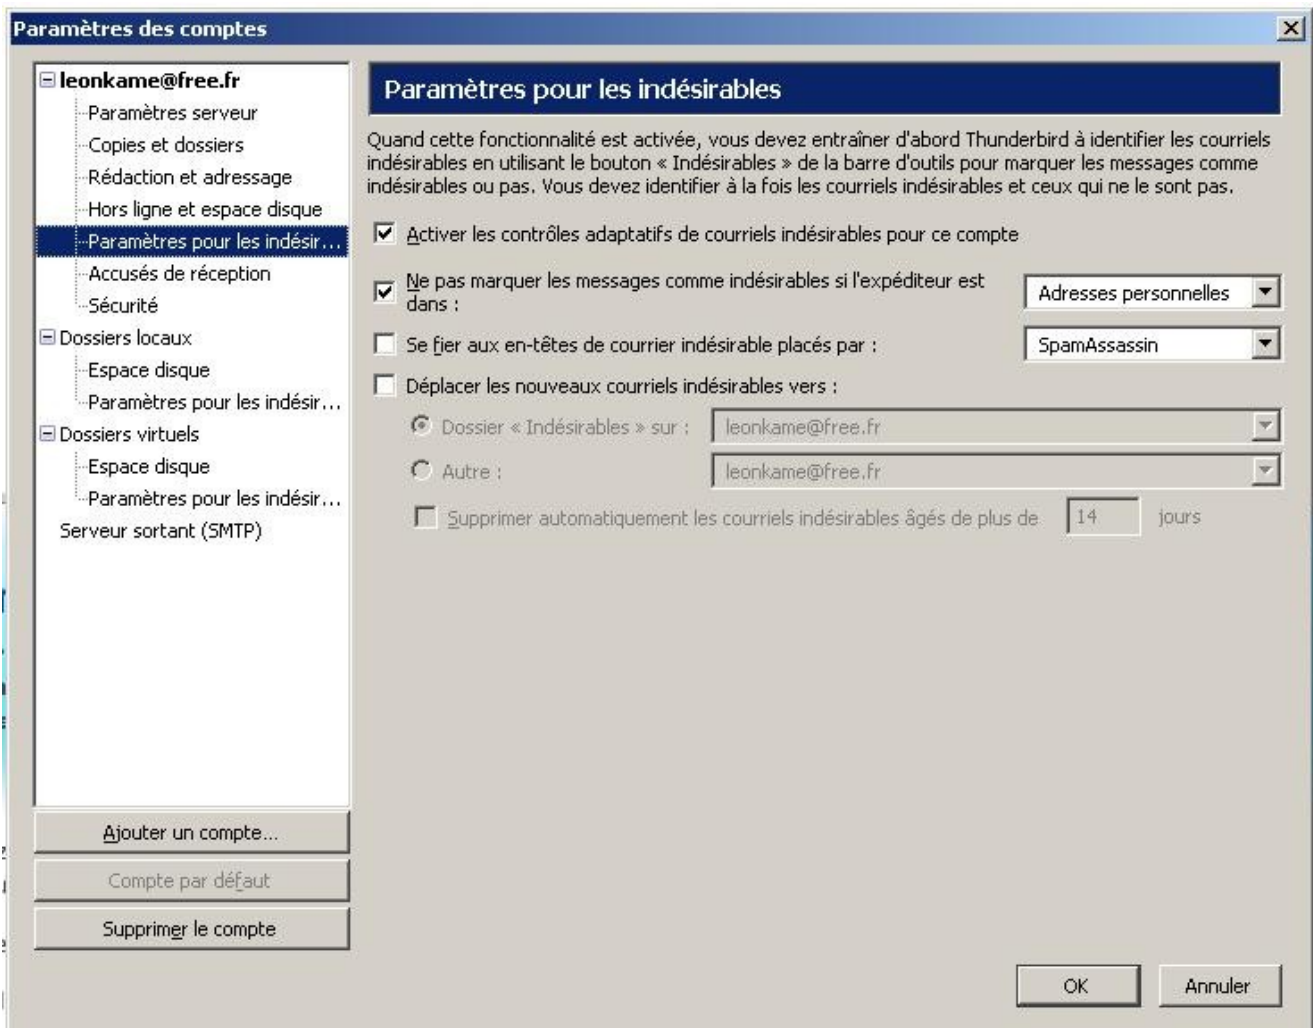 Paramètres des comptes
leonkame@free.fr
Paramètres serveur
Copies et dossiers
Rédaction et adressage
Hors ligne et espace disque
Paramètres pour les indésir...
Accusés de réception
Sécurité
Dossiers locaux
Espace disque
Paramètres pour les indésir...
Dossiers virtuels
Espace disque
Paramètres pour les indésir...
Serveur sortant (SMTP)
Ajouter un compte...
Compte par défaut
Supprimer le compte
Paramètres pour les indésirables
Quand cette fonctionnalité est activée, vous devez entraîner d'abord Thunderbird à identifier les courriels
indésirables en utilisant le bouton « Indésirables » de la barre d'outils pour marquer les messages comme
indésirables ou pas. Vous devez identifier à la fois les courriels indésirables et ceux qui ne le sont pas.
Activer les contrôles adaptatifs de courriels indésirables pour ce compte
Ne pas marquer les messages comme indésirables si l'expéditeur est
dans :
Adresses personnelles
Se fier aux en-têtes de courrier indésirable placés par :
SpamAssassin
Déplacer les nouveaux courriels indésirables vers :
Dossier « Indésirables » sur :
leonkame@free.fr
Autre :
leonkame@free.fr
Supprimer automatiquement les courriels indésirables âgés de plus de
14
jours
OK
Annuler